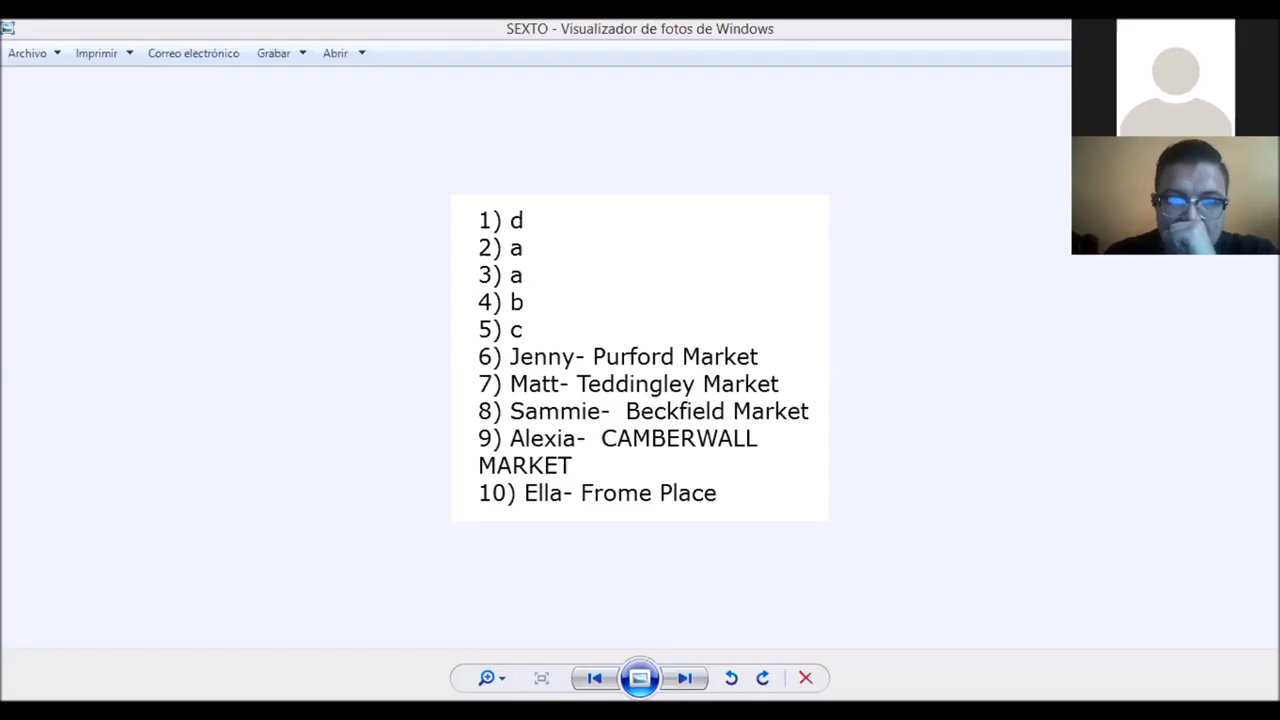 SEXTO - Visualizador de fotos de Windows
Archivo Imprimir Correo electrónico Grabar Abrir
1) d
2) a
3) a
4) b
5) c
6) Jenny- Purford Market
7) Matt- Teddingley Market
8) Sammie- Beckfield Market
9) Alexia- CAMBERWALL
MARKET
10) Ella- Frome Place